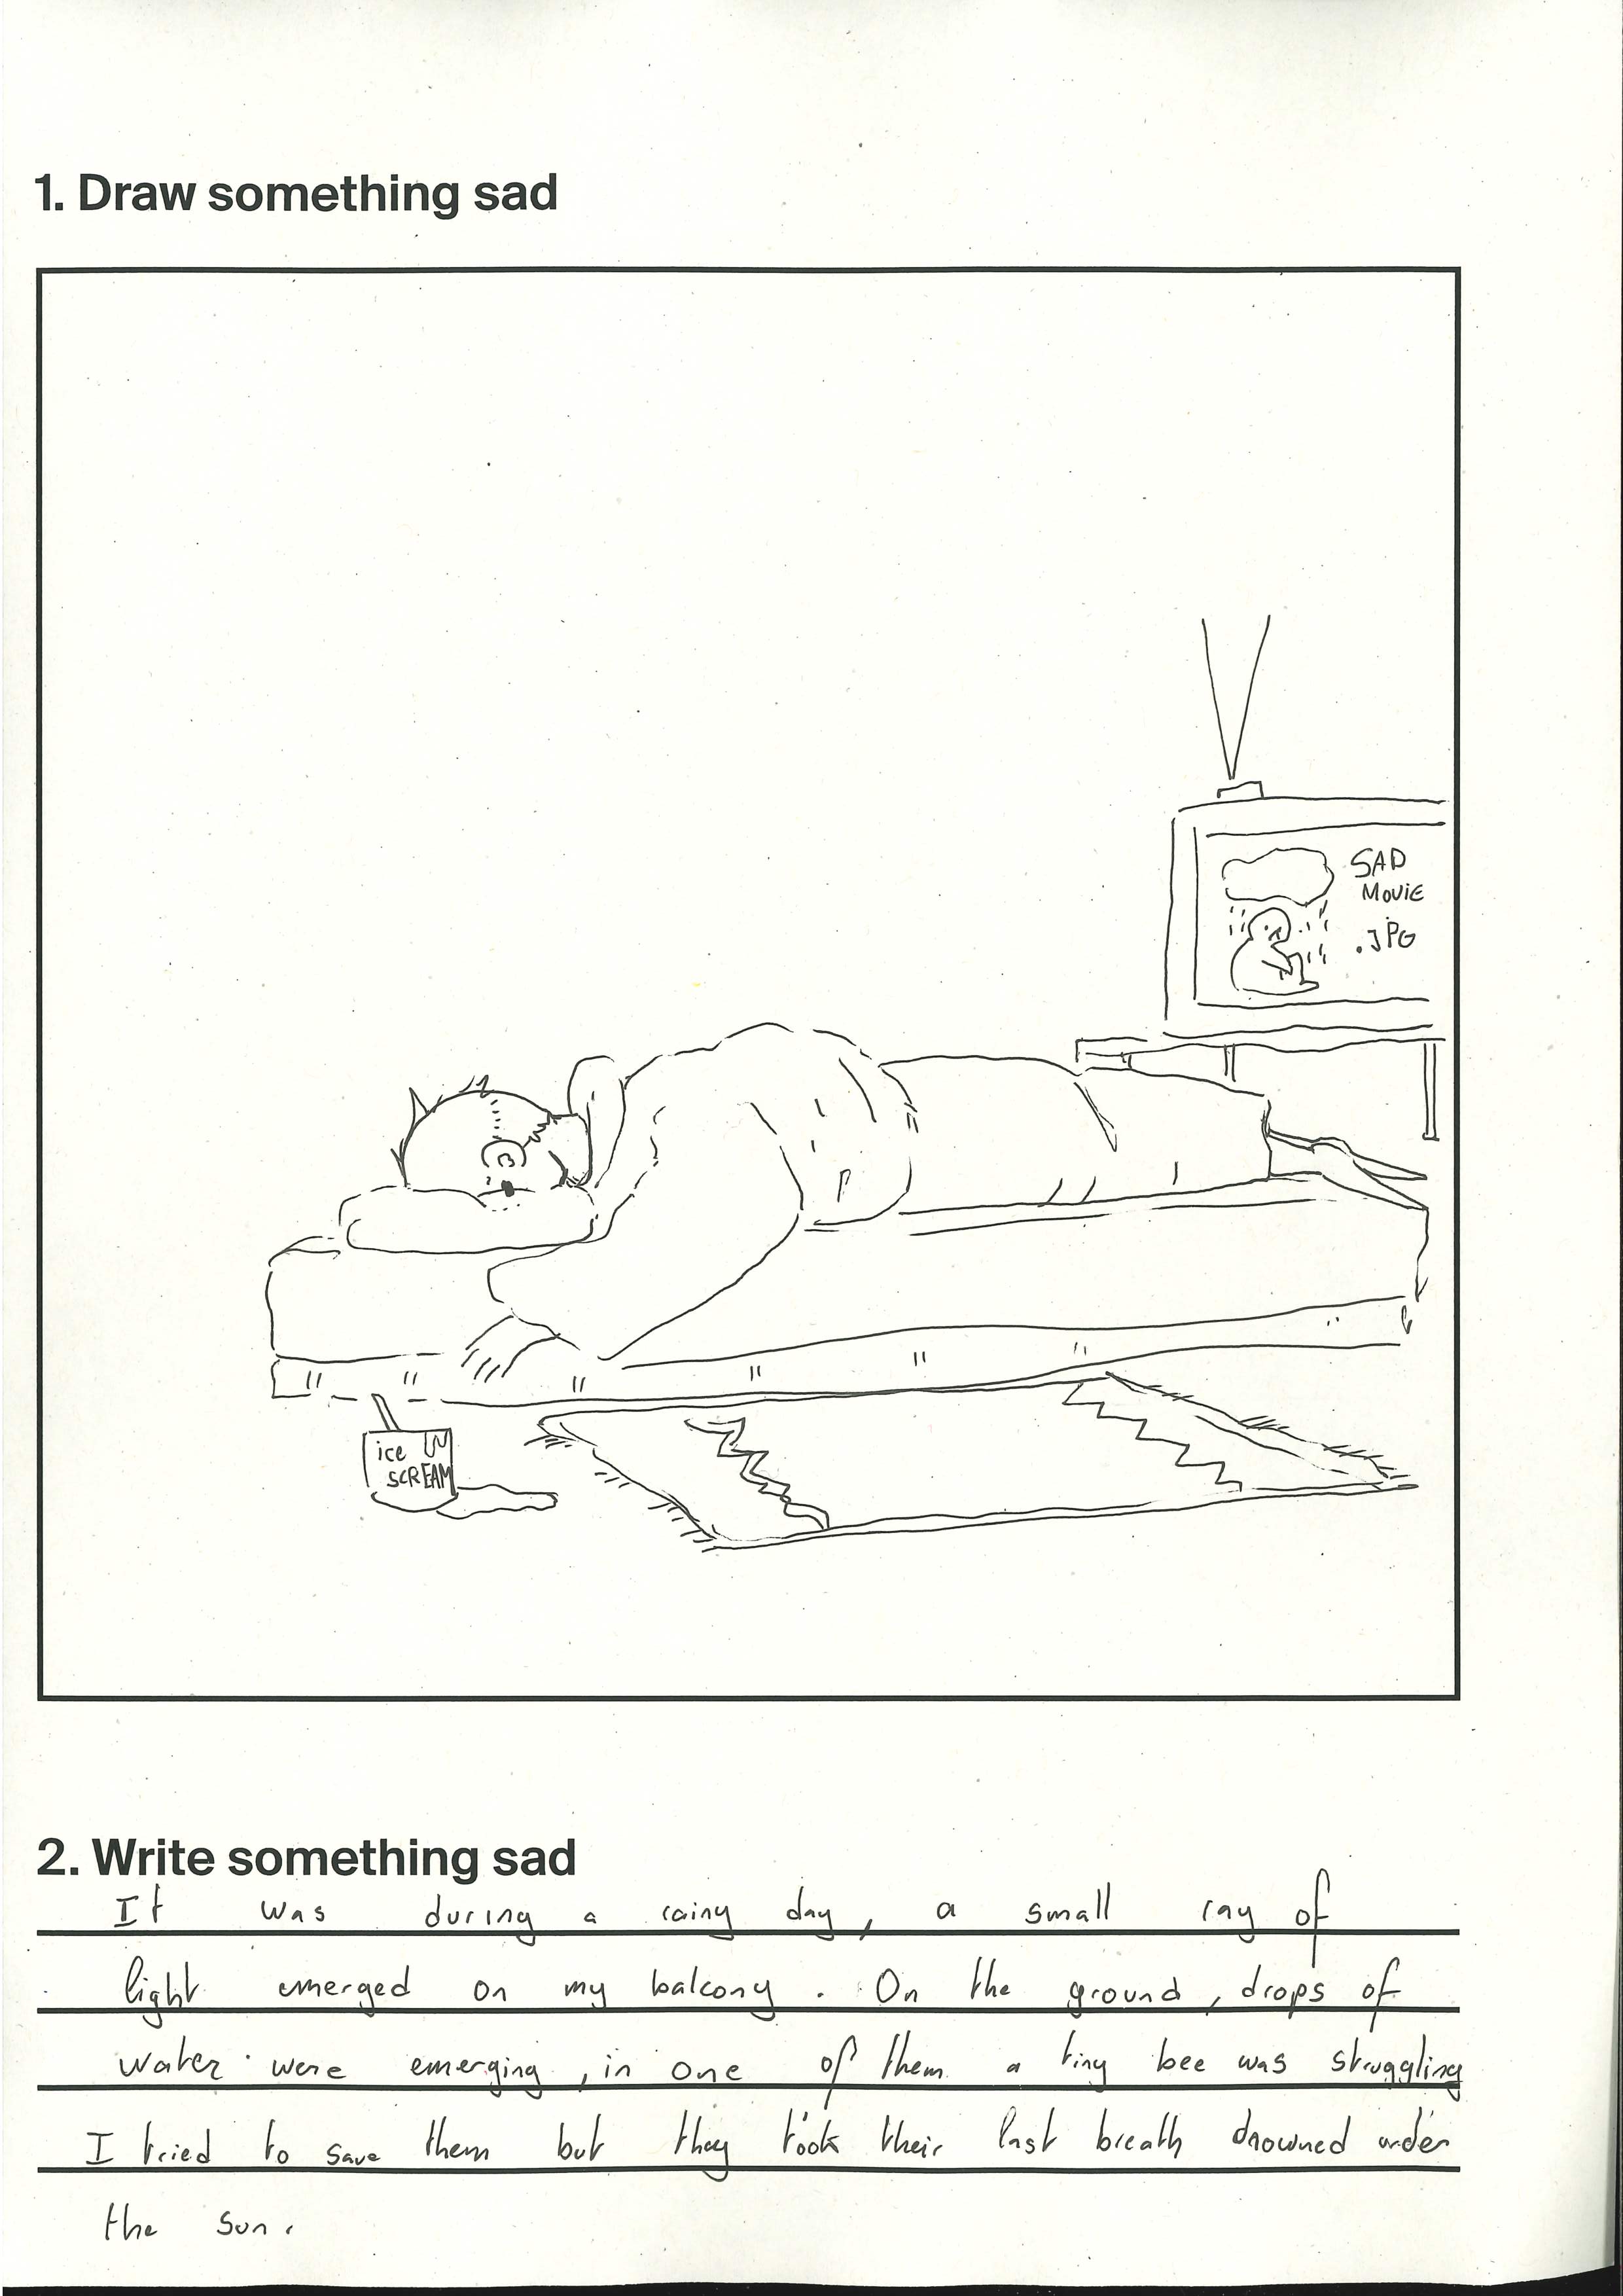 1. Draw something sad
SAD
MOVIE
.JPG
ice
SCREAM
2. Write something sad
It was during a rainy day, a small ray of
light emerged on my balcony. On the ground, drops of
water were emerging, in one of them a tiny bee was struggling
I tried to save them but they took their last breath drowned under
the sun.